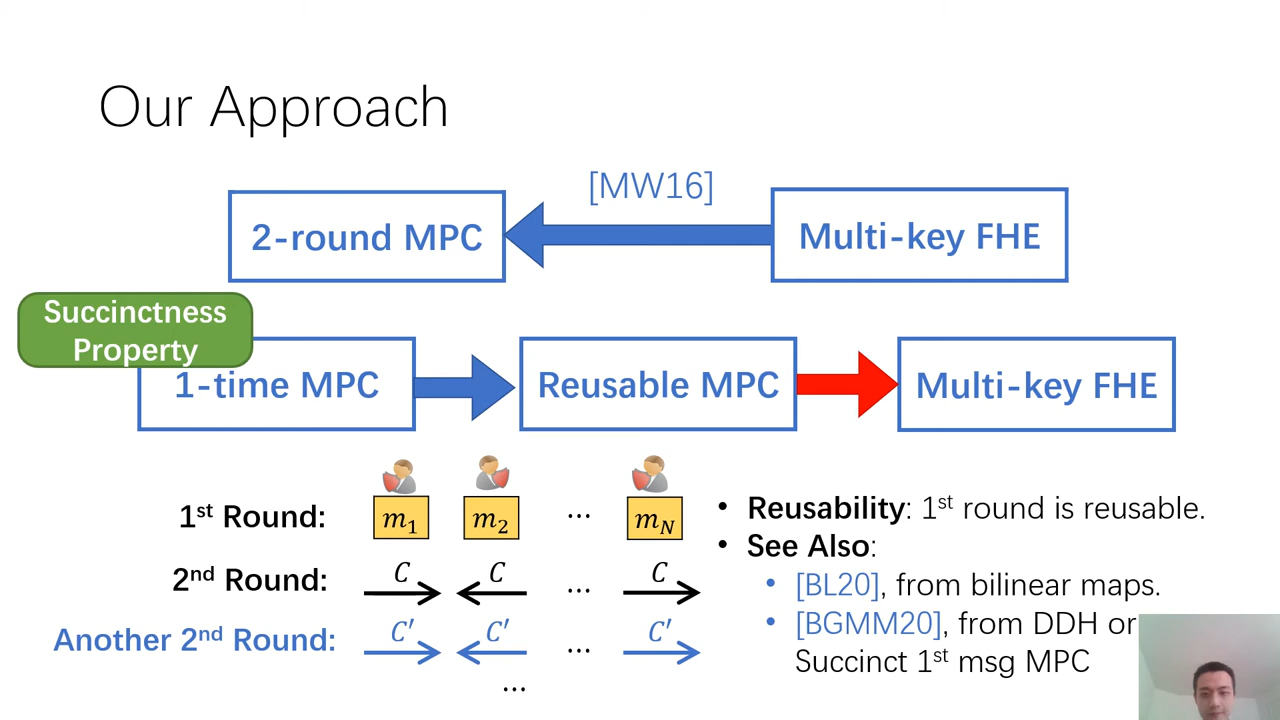 Our Approach
[MW16]
2-round MPC
Multi-key FHE
Succinctness
Property
1-time MPC
Reusable MPC
Multi-key FHE
1st Round:
m1 m2 ... mN
2nd Round:
C C ... C
Another 2nd Round:
C′ C′ ... C′
...
• Reusability: 1st round is reusable.
• See Also:
• [BL20], from bilinear maps.
• [BGMM20], from DDH or
Succinct 1st msg MPC